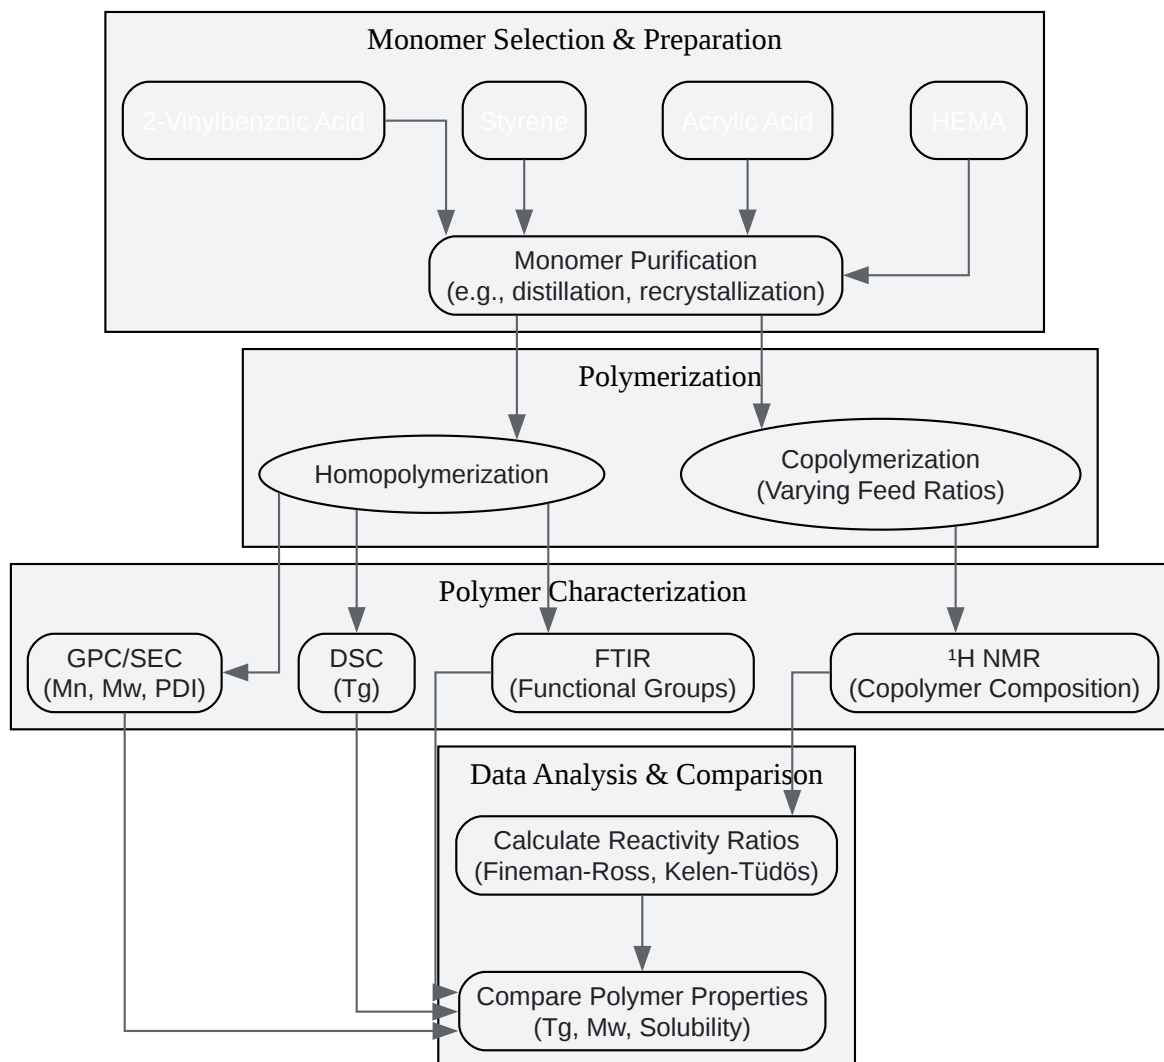 Monomer Selection & Preparation
2-Vinylbenzoic Acid
Styrene
Acrylic Acid
HEMA
Monomer Purification
(e.g., distillation, recrystallization)
Polymerization
Homopolymerization
Copolymerization
(Varying Feed Ratios)
Polymer Characterization
GPC/SEC
(Mn, Mw, PDI)
DSC
(Tg)
FTIR
(Functional Groups)
¹H NMR
(Copolymer Composition)
Data Analysis & Comparison
Calculate Reactivity Ratios
(Fineman-Ross, Kelen-Tüdös)
Compare Polymer Properties
(Tg, Mw, Solubility)